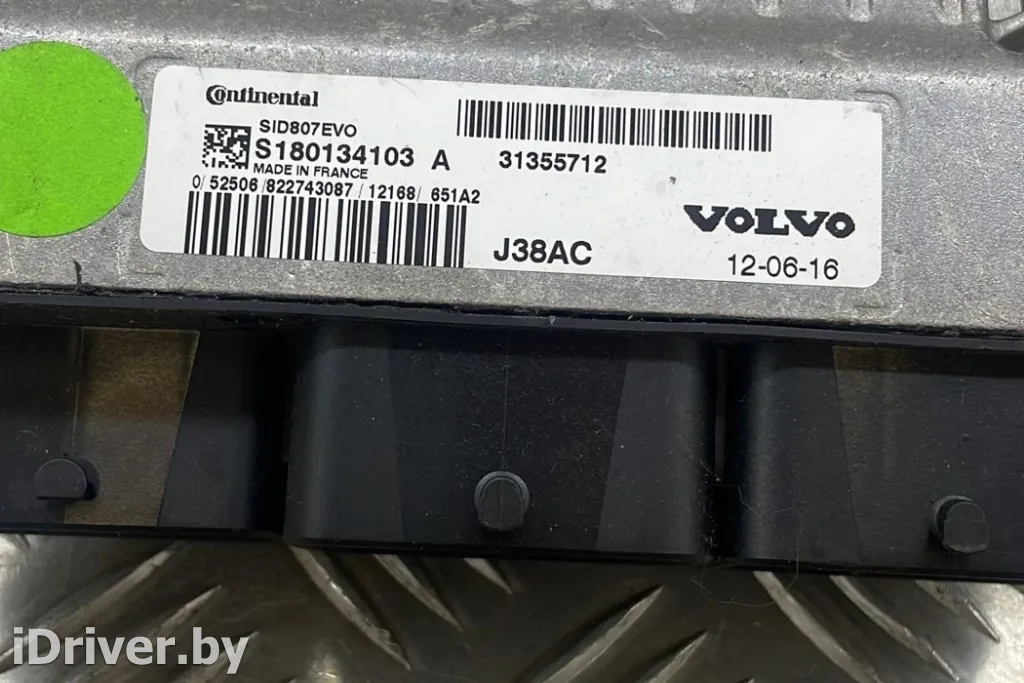 Continental
SID807EVO
S180134103 A
MADE IN FRANCE
0/ 52506 /822743087 /12168/ 651A2
31355712
J38AC
VOLVO
12-06-16
iDriver.by